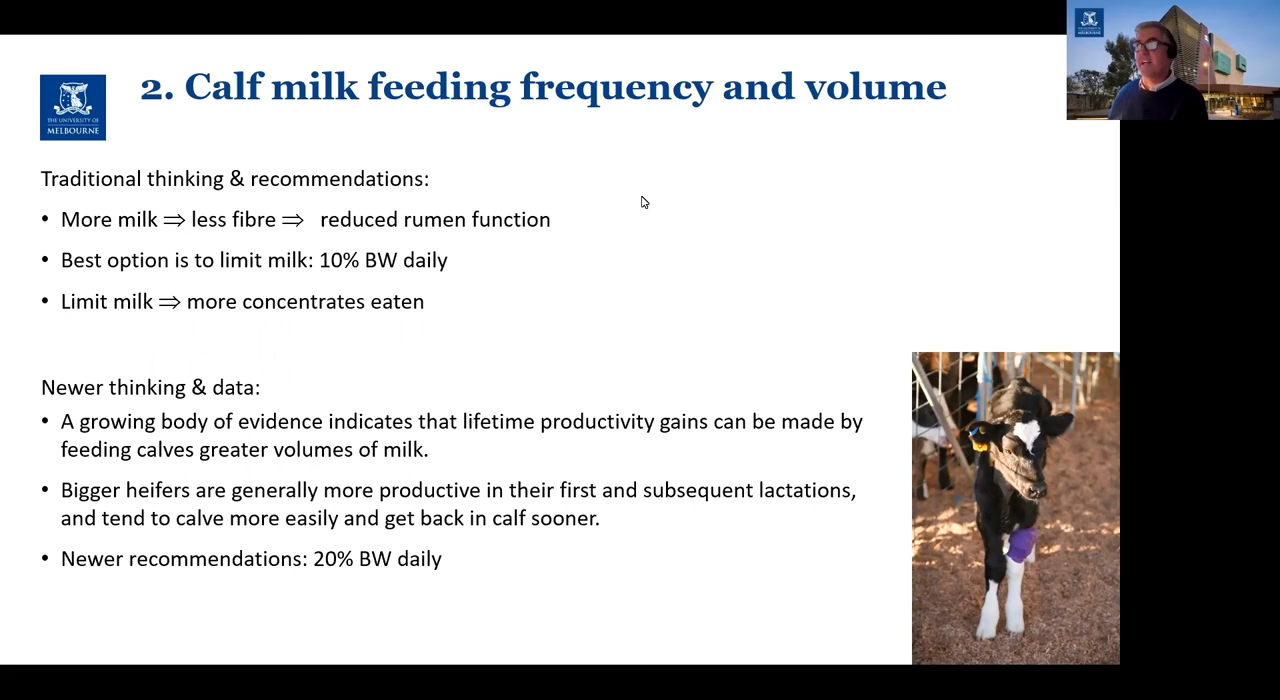 2. Calf milk feeding frequency and volume
THE UNIVERSITY OF
MELBOURNE
Traditional thinking & recommendations:
• More milk ⇒ less fibre ⇒ reduced rumen function
• Best option is to limit milk: 10% BW daily
• Limit milk ⇒ more concentrates eaten
Newer thinking & data:
• A growing body of evidence indicates that lifetime productivity gains can be made by
feeding calves greater volumes of milk.
• Bigger heifers are generally more productive in their first and subsequent lactations,
and tend to calve more easily and get back in calf sooner.
• Newer recommendations: 20% BW daily